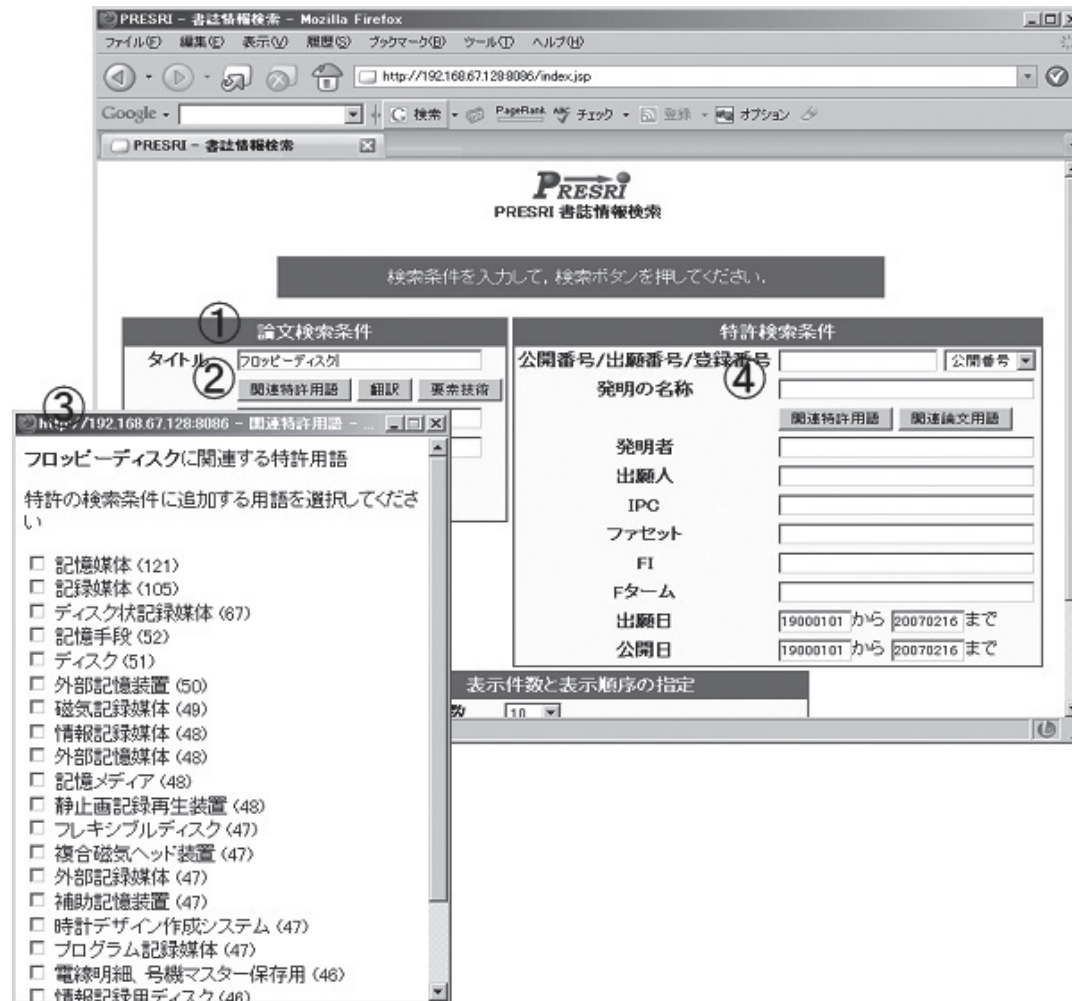 PRESRI - 書誌情報検索 - Mozilla Firefox
ファイル(F) 編集(E) 表示(V) 履歴(S) ブックマーク(B) ツール(T) ヘルプ(H)
http://192.168.67.128:8086/index.jsp
Google 検索 PageRank チェック 登録 オプション
PRESRI - 書誌情報検索
PRESRI
PRESRI 書誌情報検索
検索条件を入力して, 検索ボタンを押してください.
① 論文検索条件
タイトル フロッピーディスク
② 関連特許用語 翻訳 要素技術
特許検索条件
公開番号/出願番号/登録番号 公開番号
④
発明の名称
関連特許用語 関連論文用語
発明者
出願人
IPC
ファセット
FI
Fターム
出願日 19000101 から 20070216 まで
公開日 19000101 から 20070216 まで
表示件数と表示順序の指定
数 10
③
http://192.168.67.128:8086 - 関連特許用語 - ...
フロッピーディスクに関連する特許用語
特許の検索条件に追加する用語を選択してくださ
い
記憶媒体 (121)
記録媒体 (105)
ディスク状記録媒体 (67)
記憶手段 (52)
ディスク (51)
外部記憶装置 (50)
磁気記録媒体 (49)
情報記録媒体 (48)
外部記憶媒体 (48)
記憶メディア (48)
静止画記録再生装置 (48)
フレキシブルディスク (47)
複合磁気ヘッド装置 (47)
外部記録媒体 (47)
補助記憶装置 (47)
時計デザイン作成システム (47)
プログラム記録媒体 (47)
電線明細、号機マスター保存用 (46)
情報記録用ディスク (46)